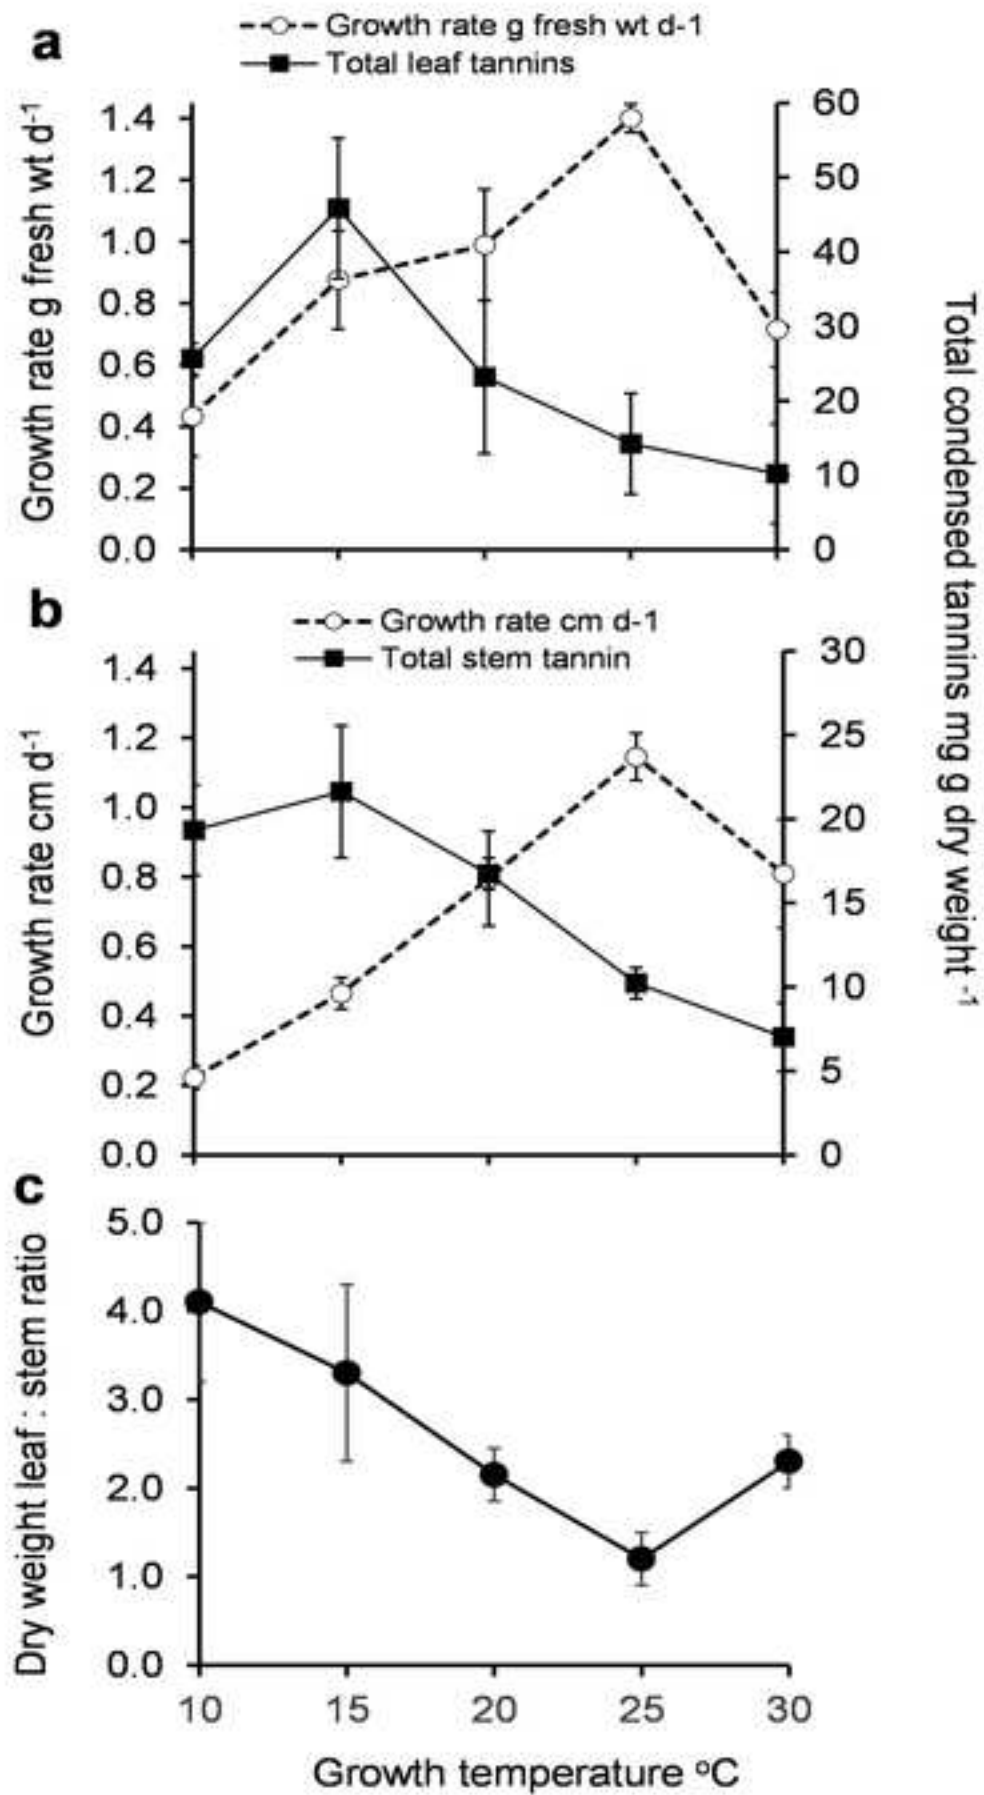 a
Growth rate g fresh wt d-1
Total leaf tannins
Growth rate g fresh wt d-1
1.4
1.2
1.0
0.8
0.6
0.4
0.2
0.0
60
50
40
30
20
10
0
Total condensed tannins mg g dry weight -1
b
Growth rate cm d-1
Total stem tannin
Growth rate cm d-1
1.4
1.2
1.0
0.8
0.6
0.4
0.2
0.0
30
25
20
15
10
5
0
c
Dry weight leaf : stem ratio
5.0
4.0
3.0
2.0
1.0
0.0
10 15 20 25 30
Growth temperature ºC